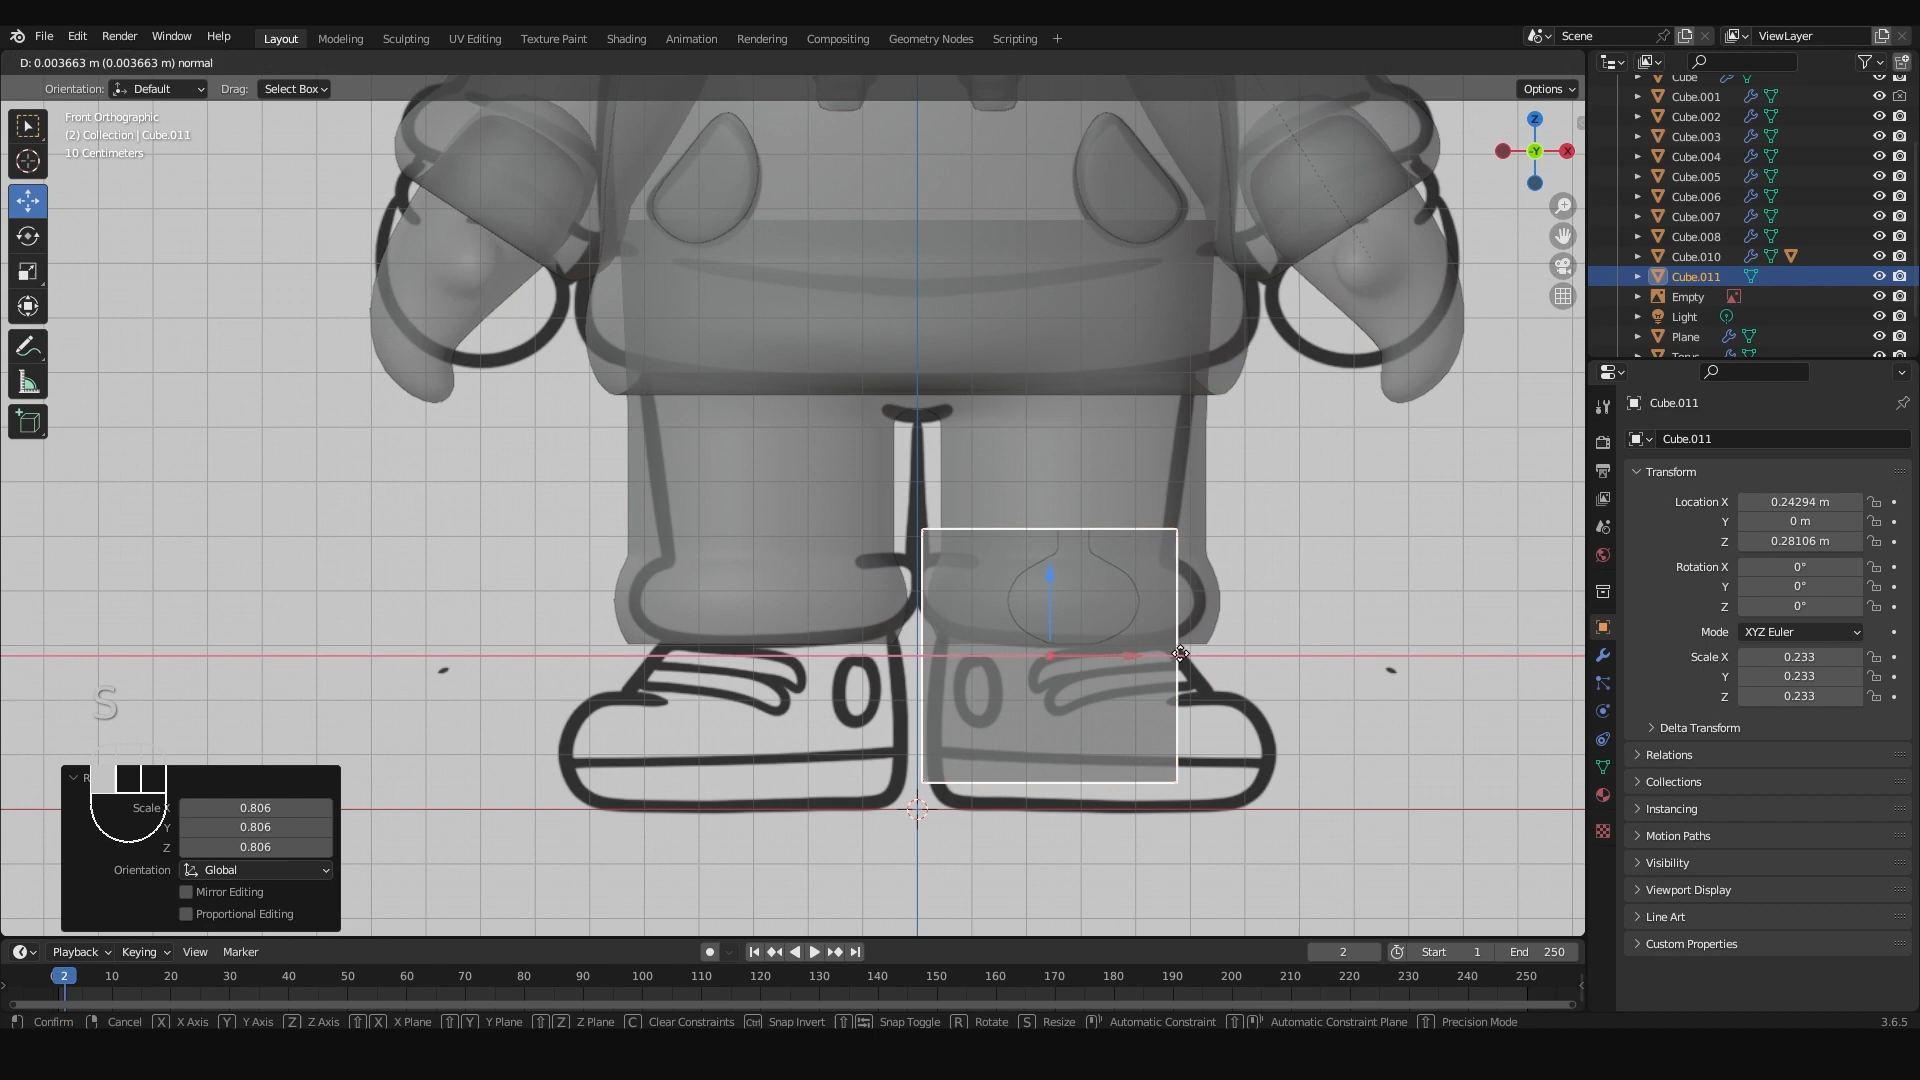 File Edit Render Window Help Layout Modeling Sculpting UV Editing Texture Paint Shading Animation Rendering Compositing Geometry Nodes Scripting + Scene ViewLayer
D: 0.003663 m (0.003663 m) normal
Orientation: Default Drag: Select Box Options
Front Orthographic
(2) Collection | Cube.011
10 Centimeters
Z
-Y X
Cube
Cube.001
Cube.002
Cube.003
Cube.004
Cube.005
Cube.006
Cube.007
Cube.008
Cube.010
Cube.011
Empty
Light
Plane
Torus
Cube.011
Cube.011
Transform
Location X 0.24294 m
Y 0 m
Z 0.28106 m
Rotation X 0°
Y 0°
Z 0°
Mode XYZ Euler
Scale X 0.233
Y 0.233
Z 0.233
Delta Transform
Relations
Collections
Instancing
Motion Paths
Visibility
Viewport Display
Line Art
Custom Properties
S
R
Scale X 0.806
Y 0.806
Z 0.806
Orientation Global
Mirror Editing
Proportional Editing
Playback Keying View Marker 2 Start 1 End 250
2 10 20 30 40 50 60 70 80 90 100 110 120 130 140 150 160 170 180 190 200 210 220 230 240 250
Confirm Cancel X X Axis Y Y Axis Z Z Axis X X Plane Y Y Plane Z Z Plane C Clear Constraints Ctrl Snap Invert Snap Toggle R Rotate S Resize Automatic Constraint Automatic Constraint Plane Precision Mode 3.6.5